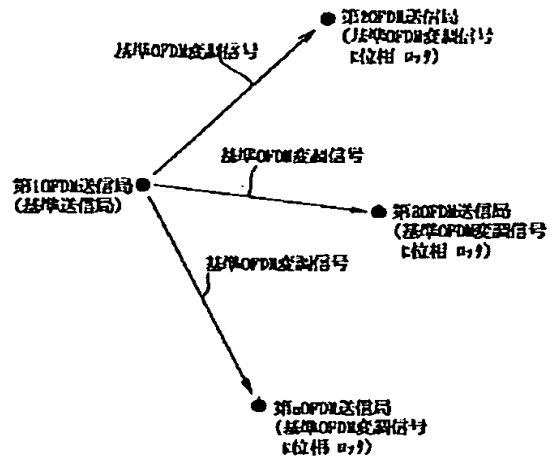 第2OFDM送信局
(基準OFDM変調信号
に位相 ロック)
基準OFDM変調信号
基準OFDM変調信号
第1OFDM送信局
(基準送信局)
第3OFDM送信局
(基準OFDM変調信号
に位相 ロック)
基準OFDM変調信号
第nOFDM送信局
(基準OFDM変調信号
に位相 ロック)